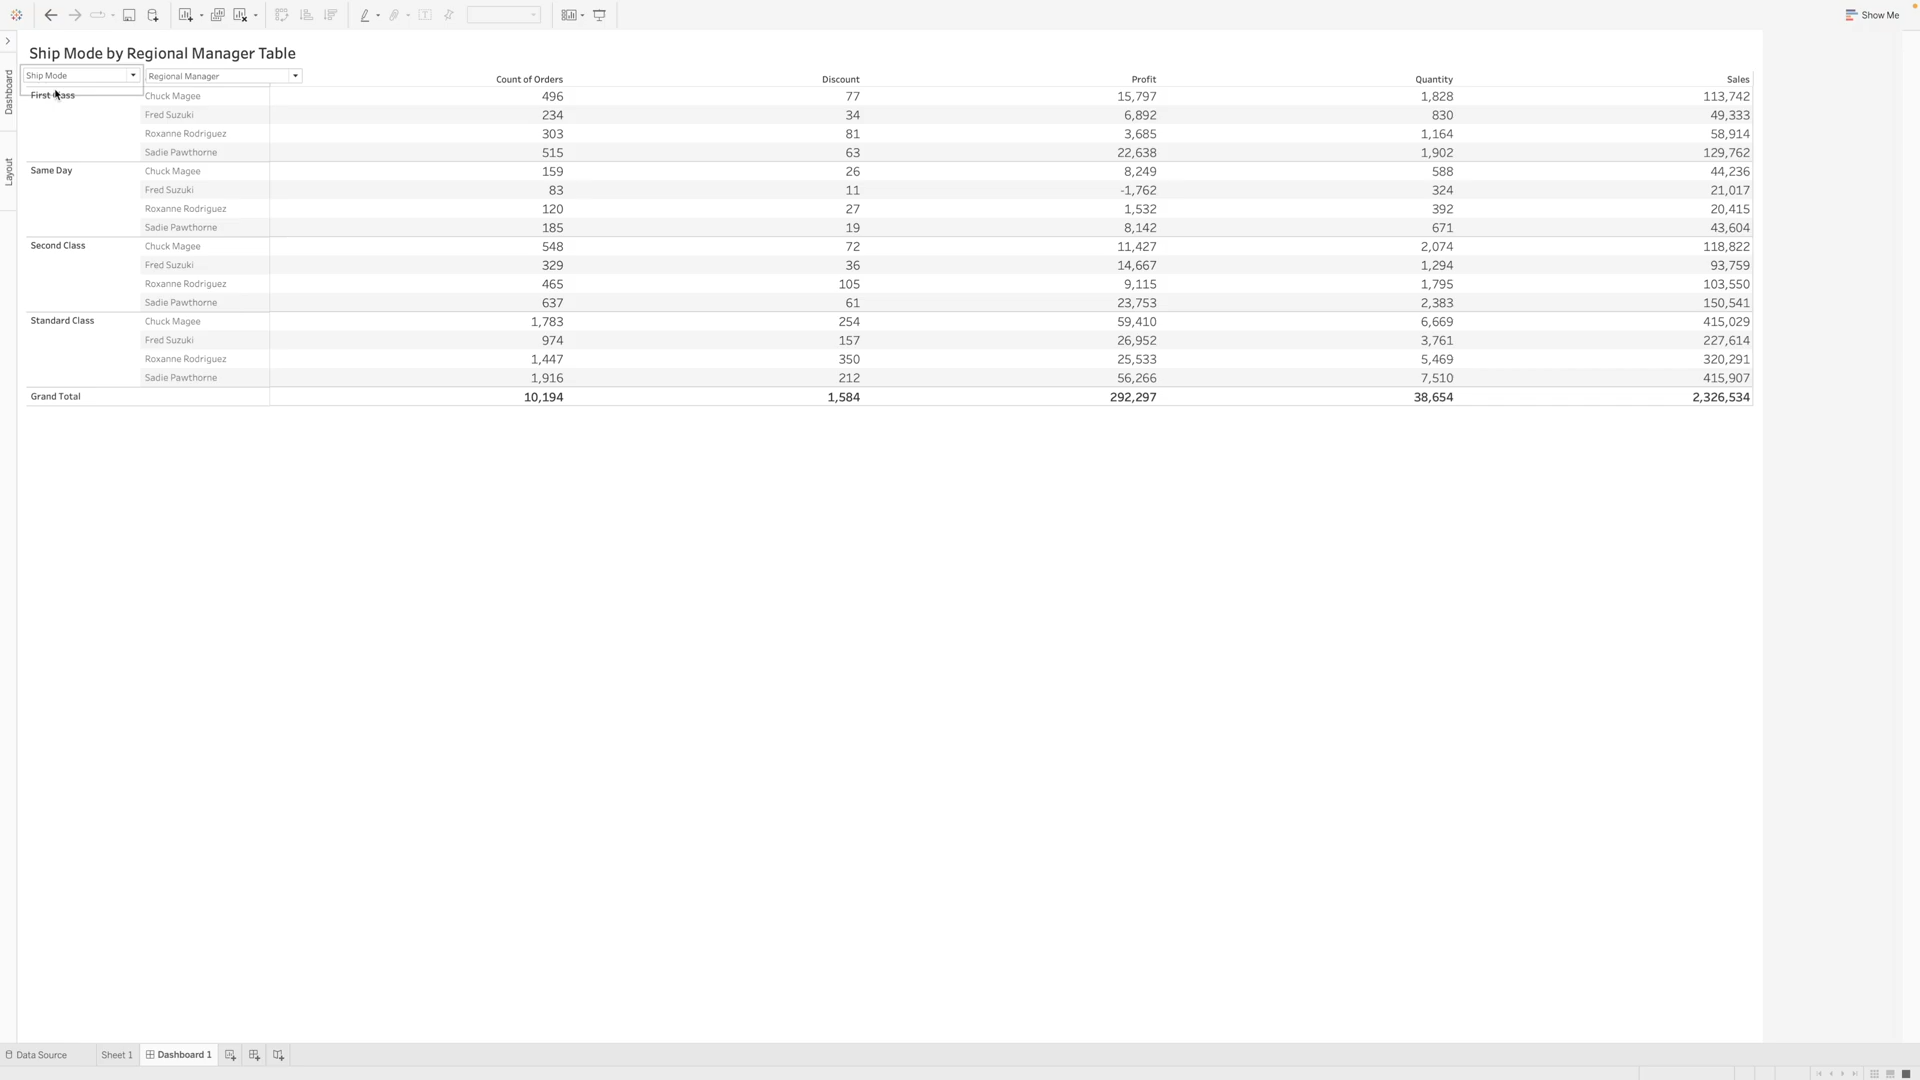 Show Me
Dashboard
Layout
Ship Mode by Regional Manager Table
Ship Mode Regional Manager Count of Orders Discount Profit Quantity Sales
First Class Chuck Magee 496 77 15,797 1,828 113,742
Fred Suzuki 234 34 6,892 830 49,333
Roxanne Rodriguez 303 81 3,685 1,164 58,914
Sadie Pawthorne 515 63 22,638 1,902 129,762
Same Day Chuck Magee 159 26 8,249 588 44,236
Fred Suzuki 83 11 -1,762 324 21,017
Roxanne Rodriguez 120 27 1,532 392 20,415
Sadie Pawthorne 185 19 8,142 671 43,604
Second Class Chuck Magee 548 72 11,427 2,074 118,822
Fred Suzuki 329 36 14,667 1,294 93,759
Roxanne Rodriguez 465 105 9,115 1,795 103,550
Sadie Pawthorne 637 61 23,753 2,383 150,541
Standard Class Chuck Magee 1,783 254 59,410 6,669 415,029
Fred Suzuki 974 157 26,952 3,761 227,614
Roxanne Rodriguez 1,447 350 25,533 5,469 320,291
Sadie Pawthorne 1,916 212 56,266 7,510 415,907
Grand Total 10,194 1,584 292,297 38,654 2,326,534
Data Source Sheet 1 Dashboard 1